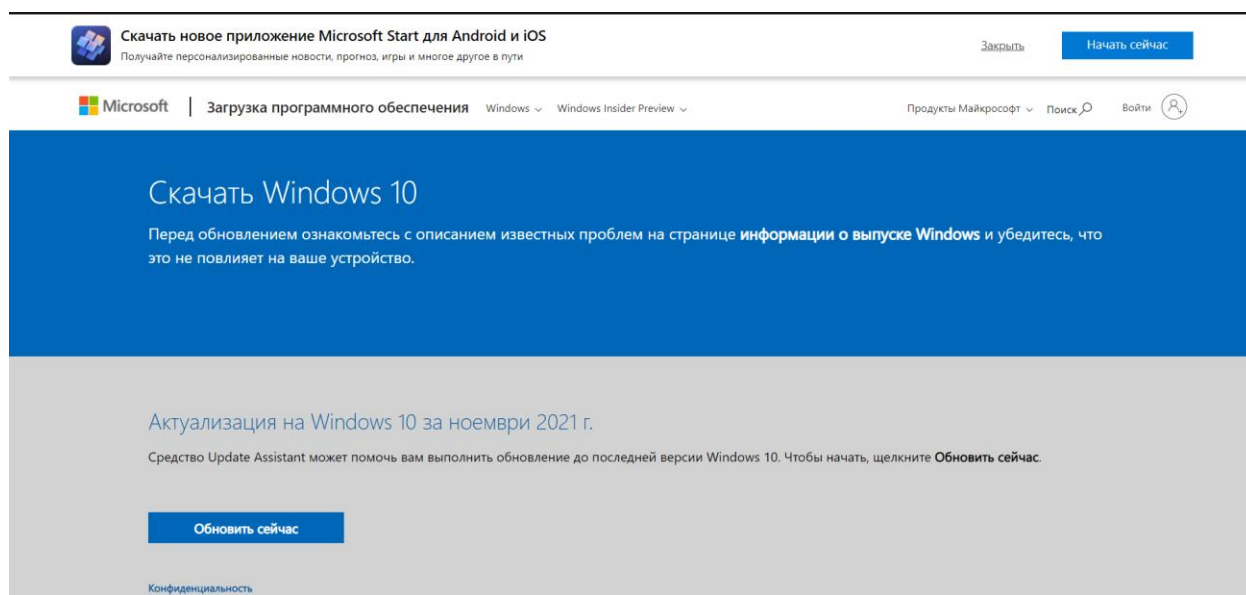 Скачать новое приложение Microsoft Start для Android и iOS
Получайте персонализированные новости, прогноз, игры и многое другое в пути
Закрыть
Начать сейчас
Microsoft
Загрузка программного обеспечения
Windows
Windows Insider Preview
Продукты Майкрософт
Поиск
Войти
Скачать Windows 10
Перед обновлением ознакомьтесь с описанием известных проблем на странице информации о выпуске Windows и убедитесь, что
это не повлияет на ваше устройство.
Актуализация на Windows 10 за ноември 2021 г.
Средство Update Assistant может помочь вам выполнить обновление до последней версии Windows 10. Чтобы начать, щелкните Обновить сейчас.
Обновить сейчас
Конфиденциальность